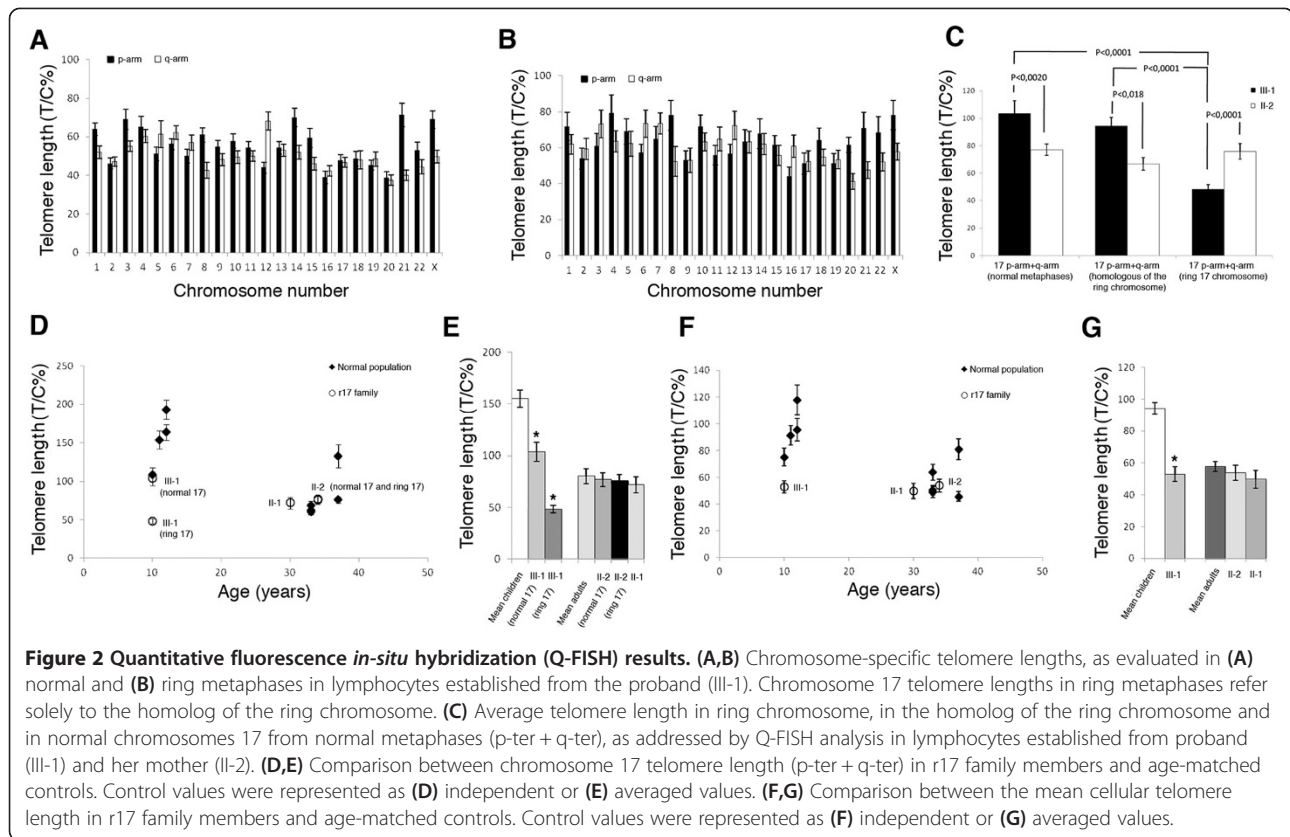 A
B
C
p-arm q-arm
Telomere length (T/C%)
100
80
60
40
20
0
1 2 3 4 5 6 7 8 9 10 11 12 13 14 15 16 17 18 19 20 21 22 X
Chromosome number
p-arm q-arm
Telomere length (T/C%)
100
80
60
40
20
0
1 2 3 4 5 6 7 8 9 10 11 12 13 14 15 16 17 18 19 20 21 22 X
Chromosome number
P<0,0001
P<0,0001
P<0,0020
P<0,018
P<0,0001
III-1
II-2
Telomere length (T/C%)
140
120
100
80
60
40
20
0
17 p-arm+q-arm
(normal metaphases)
17 p-arm+q-arm
(homologous of the
ring chromosome)
17 p-arm+q-arm
(ring 17 chromosome)
D
E
F
G
Normal population
r17 family
Telomere length (T/C%)
250
200
150
100
50
0
III-1
(normal 17)
III-1
(ring 17)
II-1
II-2 (normal 17 and ring 17)
0 10 20 30 40 50
Age (years)
Telomere length (T/C%)
200
150
100
50
0
* *
Mean children
III-1
(normal 17)
III-1
(ring 17)
Mean adults
II-2
(normal 17)
II-2
(ring 17)
II-1
Normal population
r17 family
Telomere length (T/C%)
140
120
100
80
60
40
20
0
III-1
II-1
II-2
0 10 20 30 40 50
Age (years)
Telomere length (T/C%)
120
100
80
60
40
20
0
*
Mean children
III-1
Mean adults
II-2
II-1
Figure 2 Quantitative fluorescence in-situ hybridization (Q-FISH) results. (A,B) Chromosome-specific telomere lengths, as evaluated in (A)
normal and (B) ring metaphases in lymphocytes established from the proband (III-1). Chromosome 17 telomere lengths in ring metaphases refer
solely to the homolog of the ring chromosome. (C) Average telomere length in ring chromosome, in the homolog of the ring chromosome and
in normal chromosomes 17 from normal metaphases (p-ter + q-ter), as addressed by Q-FISH analysis in lymphocytes established from proband
(III-1) and her mother (II-2). (D,E) Comparison between chromosome 17 telomere length (p-ter + q-ter) in r17 family members and age-matched
controls. Control values were represented as (D) independent or (E) averaged values. (F,G) Comparison between the mean cellular telomere
length in r17 family members and age-matched controls. Control values were represented as (F) independent or (G) averaged values.